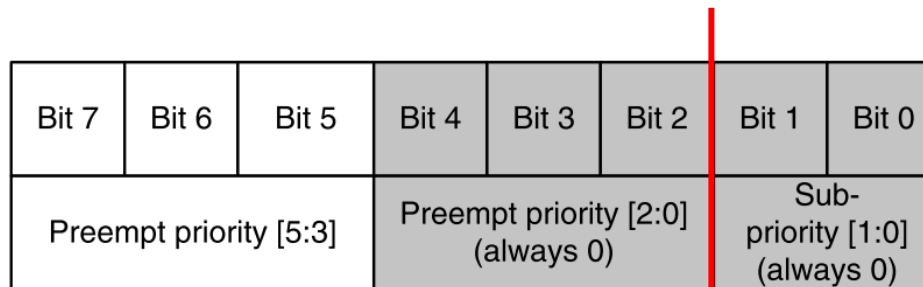 Bit 7 Bit 6 Bit 5 Bit 4 Bit 3 Bit 2 Bit 1 Bit 0
Preempt priority [5:3]
Preempt priority [2:0]
(always 0)
Sub-
priority [1:0]
(always 0)